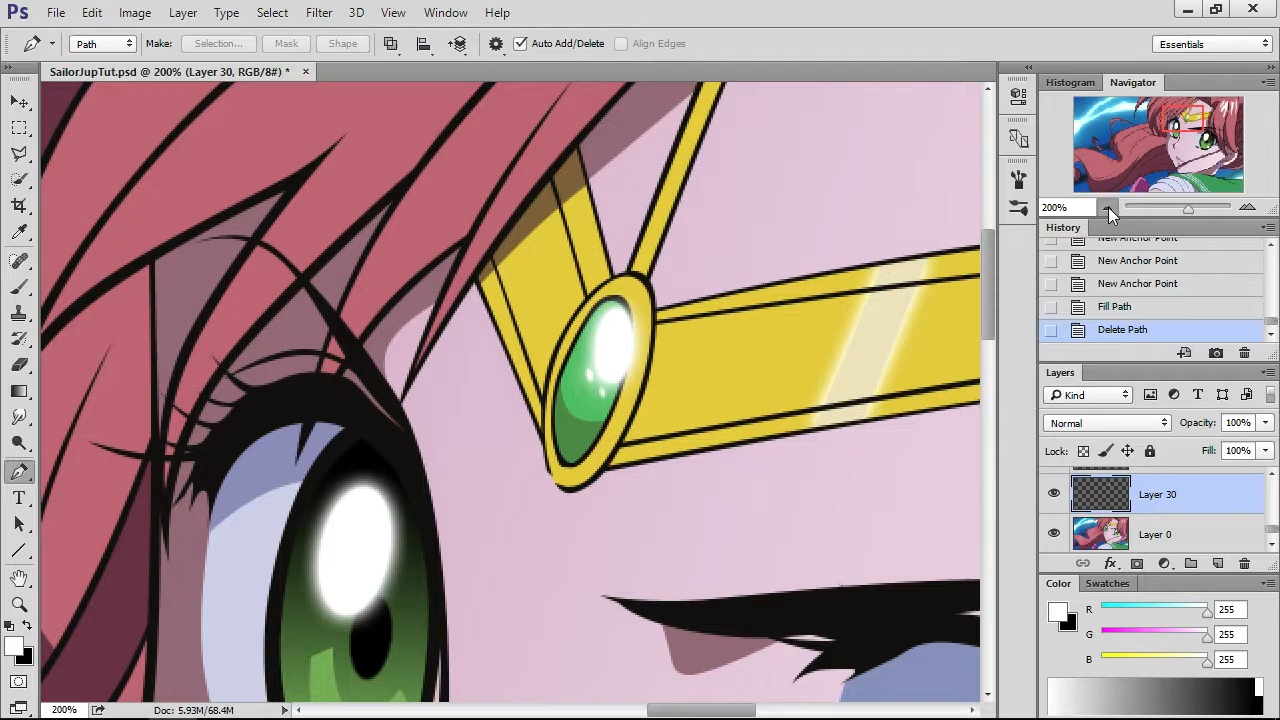 Ps File Edit Image Layer Type Select Filter 3D View Window Help
Path Make: Selection... Mask Shape Auto Add/Delete Align Edges Essentials
SailorJupTut.psd @ 200% (Layer 30, RGB/8#) *
Histogram Navigator
200%
History
New Anchor Point
New Anchor Point
New Anchor Point
Fill Path
Delete Path
Layers
Kind
Normal Opacity: 100%
Lock: Fill: 100%
Layer 30
Layer 0
fx
Color Swatches
R 255
G 255
B 255
T
200% Doc: 5.93M/68.4M